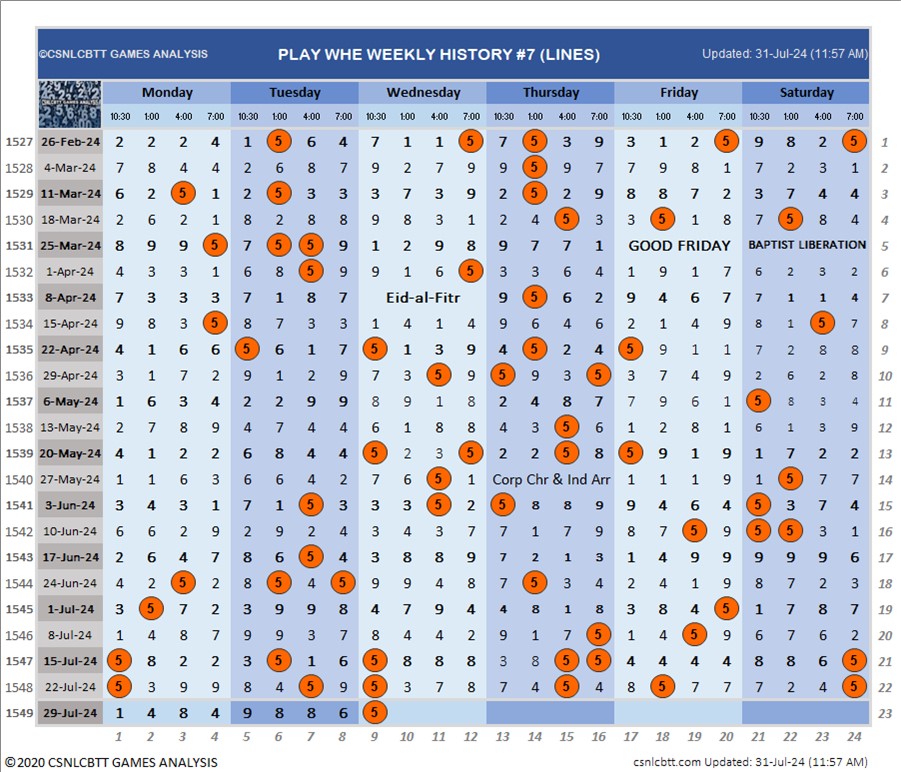 ©CSNLCBTT GAMES ANALYSIS PLAY WHE WEEKLY HISTORY #7 (LINES) Updated: 31-Jul-24 (11:57 AM)
Monday Tuesday Wednesday Thursday Friday Saturday
10:30 1:00 4:00 7:00 10:30 1:00 4:00 7:00 10:30 1:00 4:00 7:00 10:30 1:00 4:00 7:00 10:30 1:00 4:00 7:00 10:30 1:00 4:00 7:00
1527 26-Feb-24 2 2 2 4 1 5 6 4 7 1 1 5 7 5 3 9 3 1 2 5 9 8 2 5 1
1528 4-Mar-24 7 8 4 4 2 6 8 7 9 2 7 9 9 5 9 7 7 9 8 1 7 2 3 1 2
1529 11-Mar-24 6 2 5 1 2 5 3 3 3 7 3 9 2 5 2 9 8 8 7 2 3 7 4 4 3
1530 18-Mar-24 2 6 2 1 8 2 8 8 9 8 3 1 2 4 5 3 3 5 1 8 7 5 8 4 4
1531 25-Mar-24 8 9 9 5 7 5 5 9 1 2 9 8 9 7 7 1 GOOD FRIDAY BAPTIST LIBERATION 5
1532 1-Apr-24 4 3 3 1 6 8 5 9 9 1 6 5 3 3 6 4 1 9 1 7 6 2 3 2 6
1533 8-Apr-24 7 3 3 3 7 1 8 7 Eid-al-Fitr 9 5 6 2 9 4 6 7 7 1 1 4 7
1534 15-Apr-24 9 8 3 5 8 7 3 3 1 4 1 4 9 6 4 6 2 1 4 9 8 1 5 7 8
1535 22-Apr-24 4 1 6 6 5 6 1 7 5 1 3 9 4 5 2 4 5 9 1 1 7 2 8 8 9
1536 29-Apr-24 3 1 7 2 9 1 2 9 7 3 5 9 5 9 3 5 3 7 4 9 2 6 2 8 10
1537 6-May-24 1 6 3 4 2 2 9 9 8 9 1 8 2 4 8 7 7 9 6 1 5 8 3 4 11
1538 13-May-24 2 7 8 9 4 7 4 4 6 1 8 8 4 3 5 6 1 2 8 1 6 1 3 9 12
1539 20-May-24 4 1 2 2 6 8 4 4 5 2 3 5 2 2 5 8 5 9 1 9 1 7 2 2 13
1540 27-May-24 1 1 6 3 6 6 4 2 7 6 5 1 Corp Chr & Ind Arr 1 1 1 9 1 5 7 2 14
1541 3-Jun-24 3 4 3 1 7 1 5 3 3 3 5 2 5 8 8 9 9 4 6 4 5 3 7 4 15
1542 10-Jun-24 6 6 2 9 2 9 2 4 3 4 3 7 7 1 7 9 8 7 5 9 5 5 3 1 16
1543 17-Jun-24 2 6 4 7 8 6 5 4 3 8 8 9 7 2 1 3 1 4 9 9 9 9 9 6 17
1544 24-Jun-24 4 2 5 2 8 5 4 5 9 9 4 8 7 5 3 4 2 4 1 9 8 7 2 3 18
1545 1-Jul-24 3 5 7 2 3 9 9 8 4 7 9 4 4 8 1 8 3 8 4 5 1 7 8 7 19
1546 8-Jul-24 1 4 8 7 9 9 3 7 8 4 4 2 9 1 7 5 1 4 5 9 6 7 6 2 20
1547 15-Jul-24 5 8 2 2 3 5 1 6 5 8 8 8 3 8 5 5 4 4 4 4 8 8 6 5 21
1548 22-Jul-24 5 3 9 9 8 4 5 9 5 3 7 8 7 4 5 4 8 5 7 7 7 2 4 5 22
1549 29-Jul-24 1 4 8 4 9 8 8 6 5 23
1 2 3 4 5 6 7 8 9 10 11 12 13 14 15 16 17 18 19 20 21 22 23 24
©2020 CSNLCBTT GAMES ANALYSIS csnlcbtt.com Updated: 31-Jul-24 (11:57 AM)